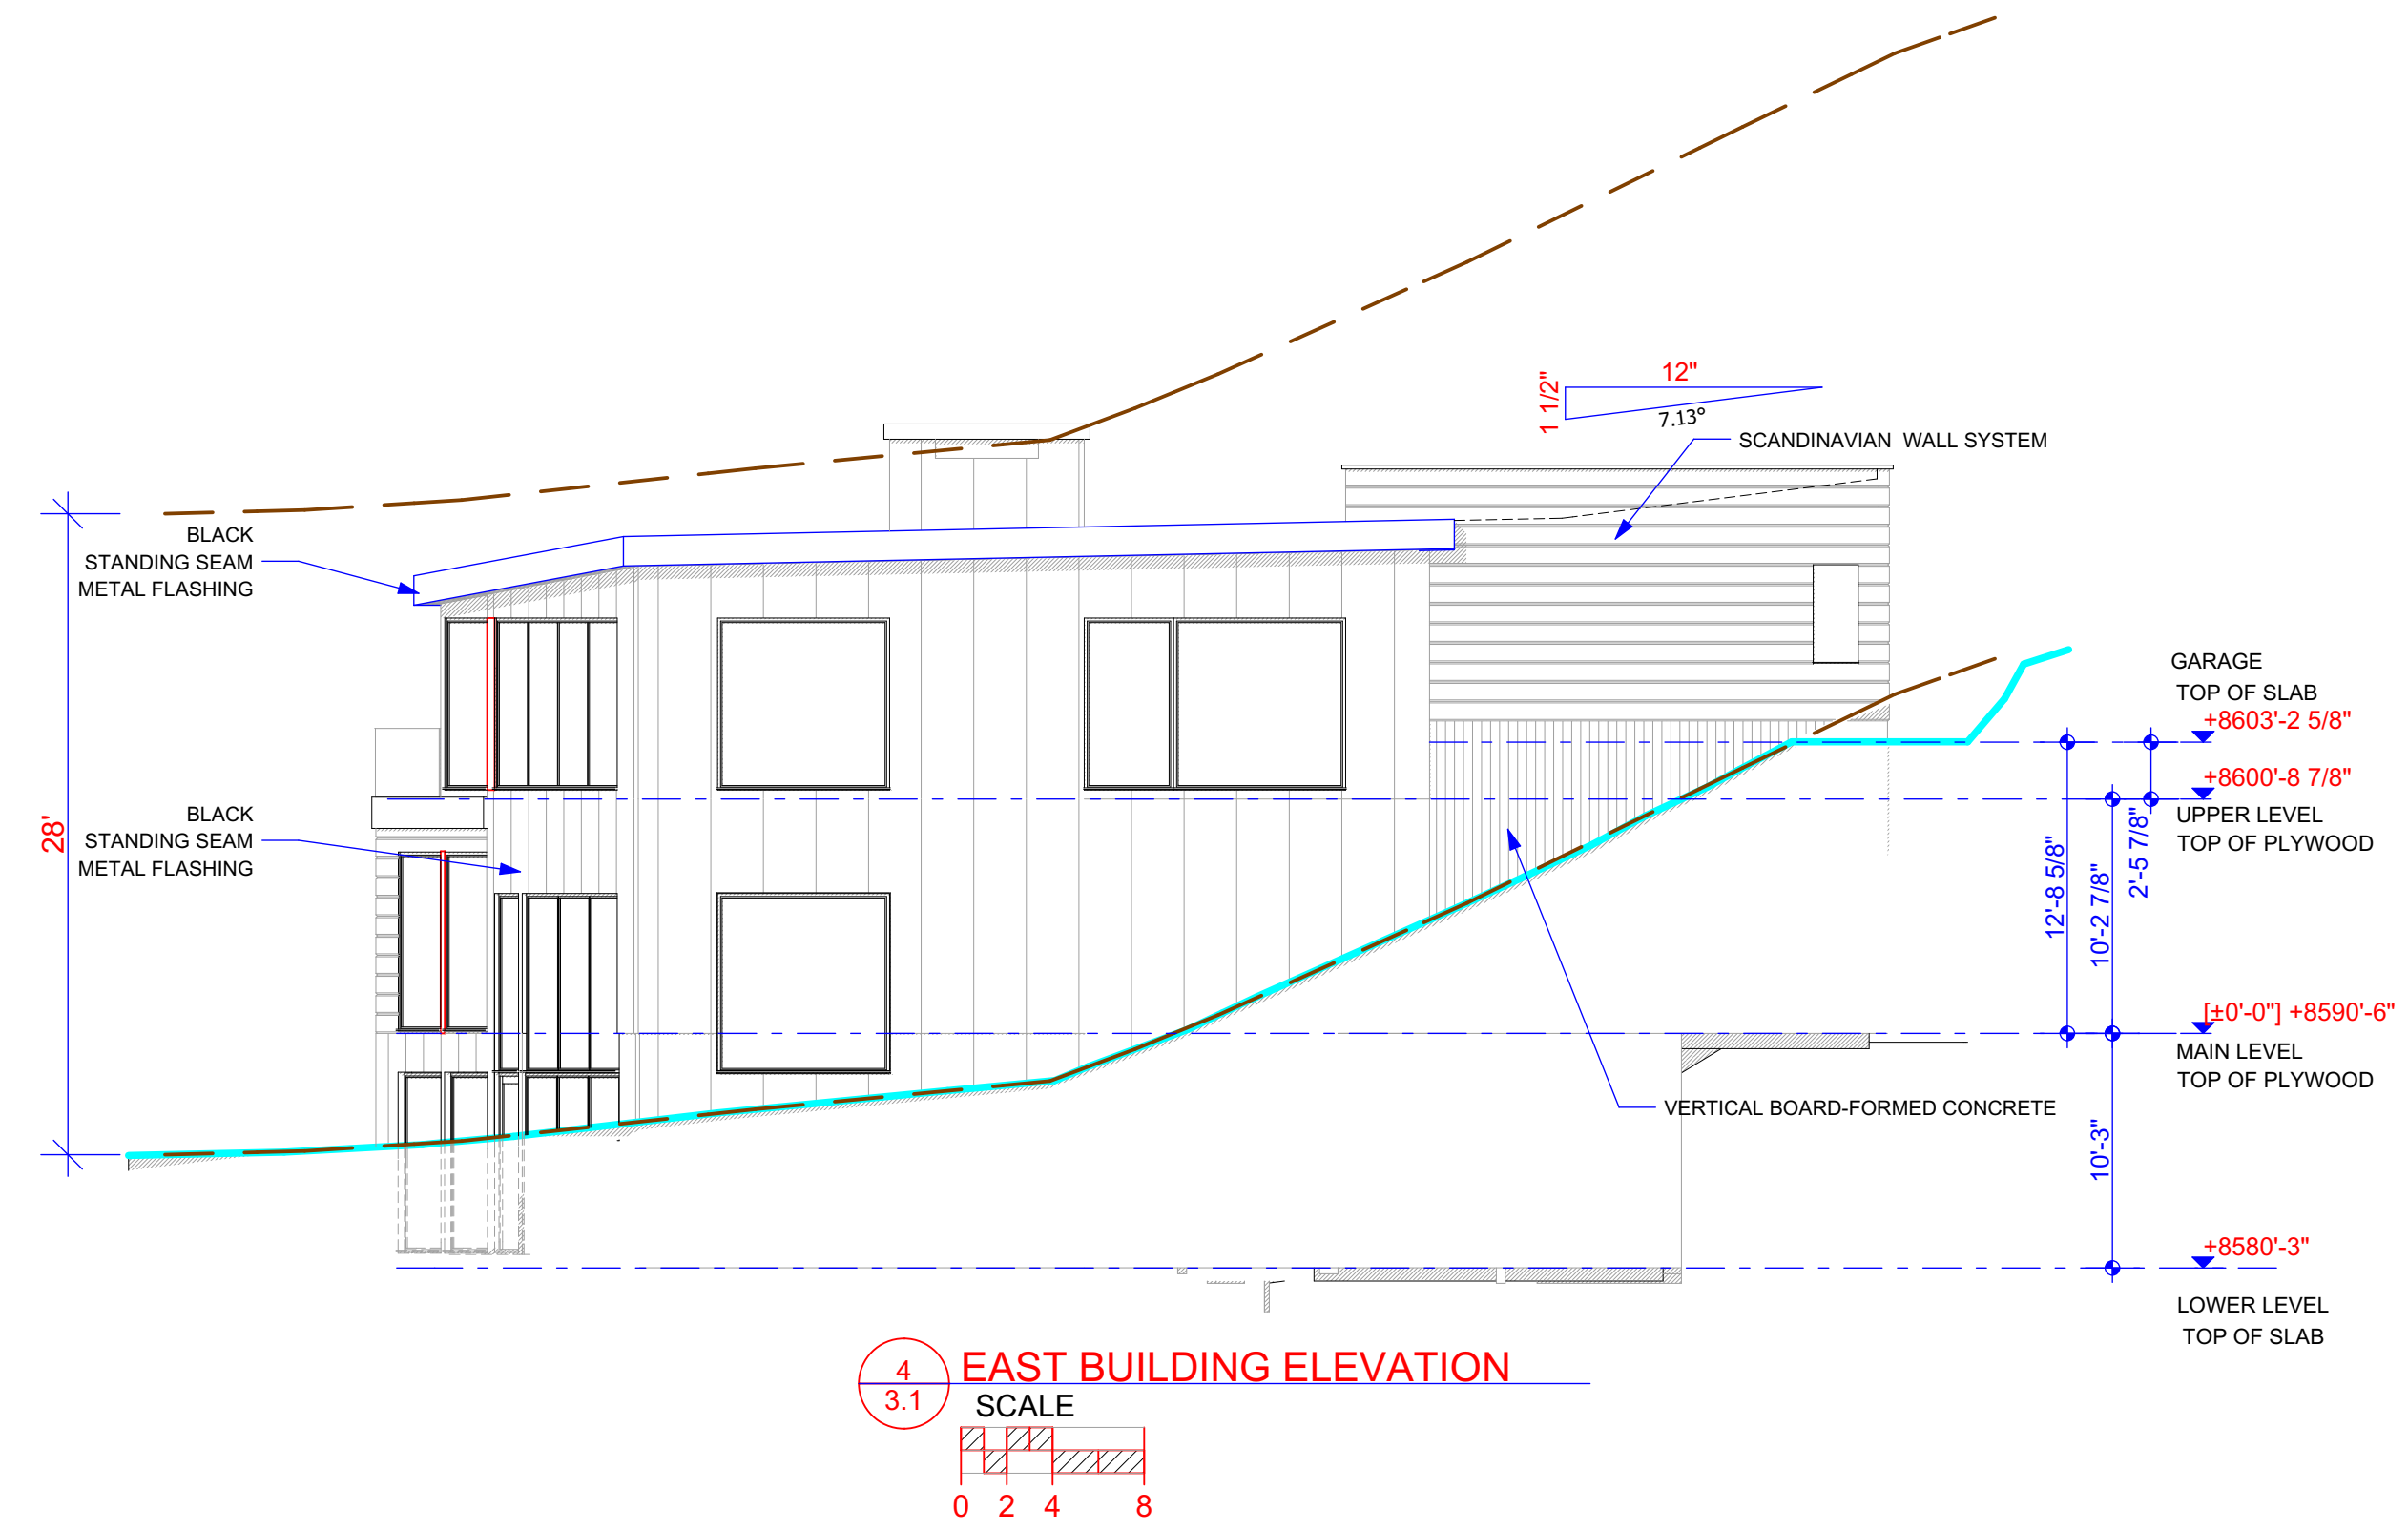 12"
1 1/2"
7.13°
SCANDINAVIAN  WALL SYSTEM
BLACK
STANDING SEAM
METAL FLASHING
28'
BLACK
STANDING SEAM
METAL FLASHING
GARAGE
TOP OF SLAB
+8603'-2 5/8"
+8600'-8 7/8"
UPPER LEVEL
TOP OF PLYWOOD
12'-8 5/8"
10'-2 7/8"
2'-5 7/8"
[±0'-0"] +8590'-6"
MAIN LEVEL
TOP OF PLYWOOD
VERTICAL BOARD-FORMED CONCRETE
10'-3"
+8580'-3"
LOWER LEVEL
TOP OF SLAB
4
3.1
EAST BUILDING ELEVATION
SCALE
0 2 4 8